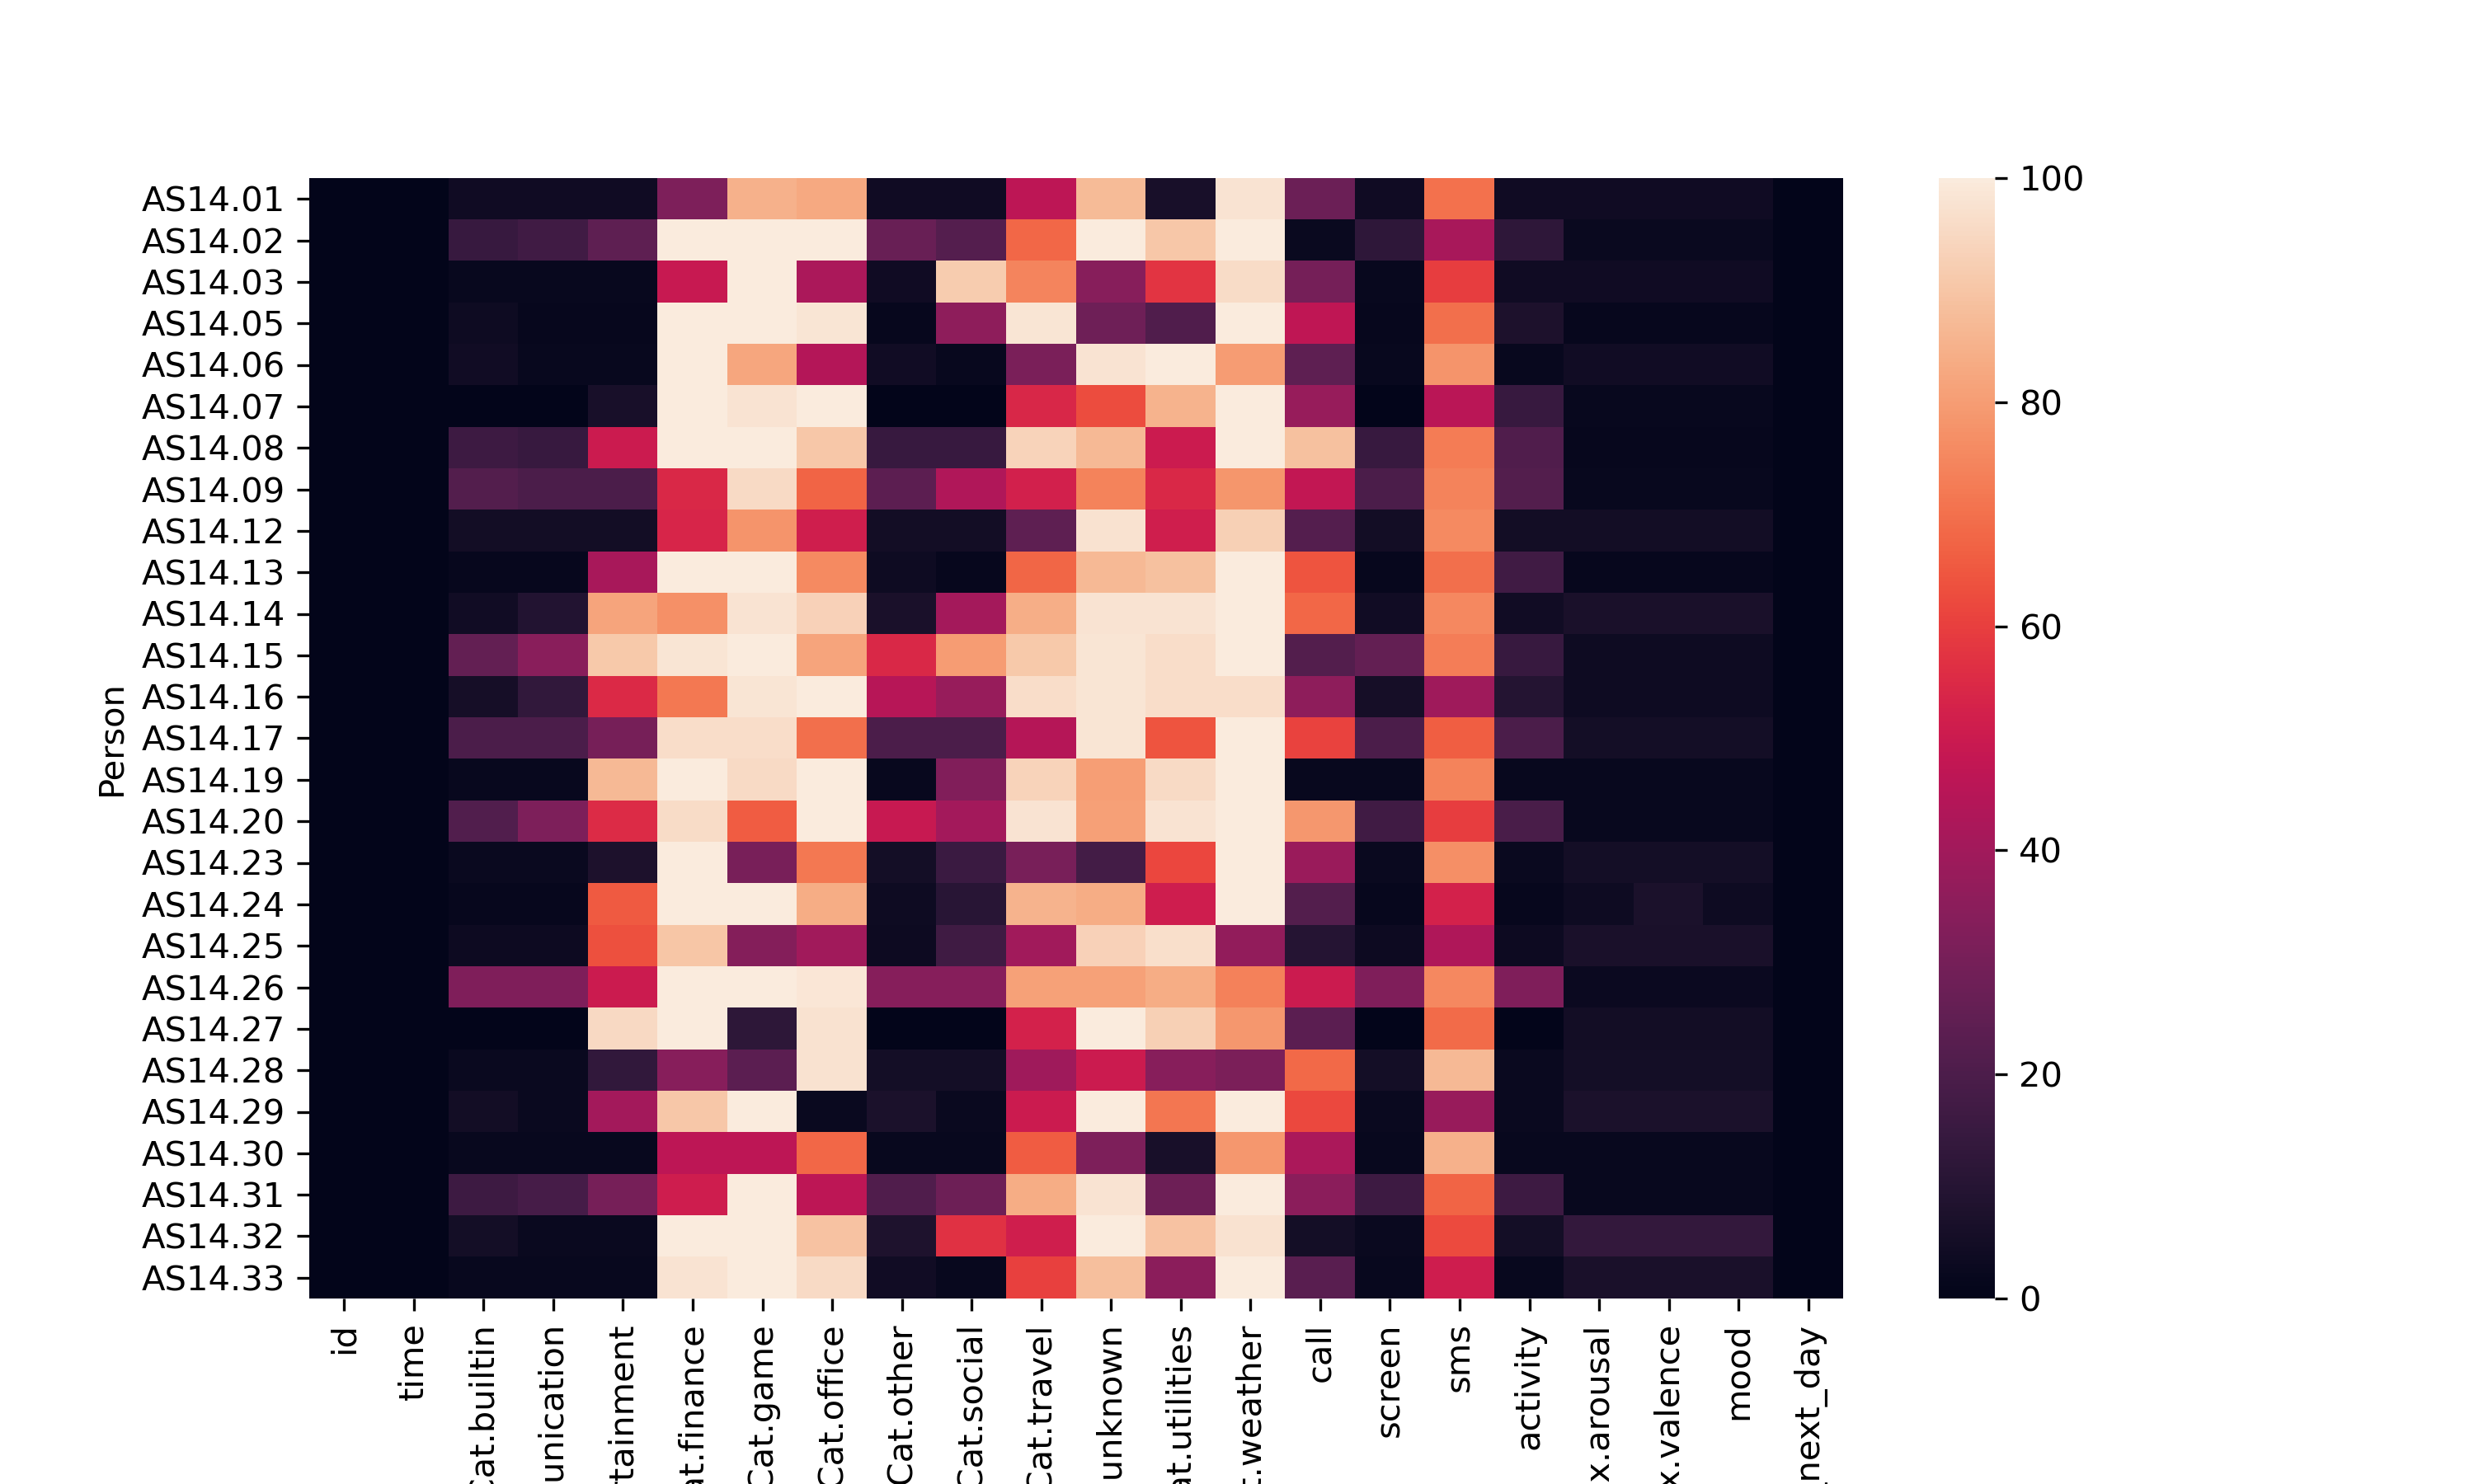 Person
AS14.01
AS14.02
AS14.03
AS14.05
AS14.06
AS14.07
AS14.08
AS14.09
AS14.12
AS14.13
AS14.14
AS14.15
AS14.16
AS14.17
AS14.19
AS14.20
AS14.23
AS14.24
AS14.25
AS14.26
AS14.27
AS14.28
AS14.29
AS14.30
AS14.31
AS14.32
AS14.33
id
time
Cat.builtin
unication
tainment
at.finance
Cat.game
Cat.office
Cat.other
Cat.social
Cat.travel
unknown
at.utilities
t.weather
call
screen
sms
activity
x.arousal
x.valence
mood
_next_day
100
80
60
40
20
0